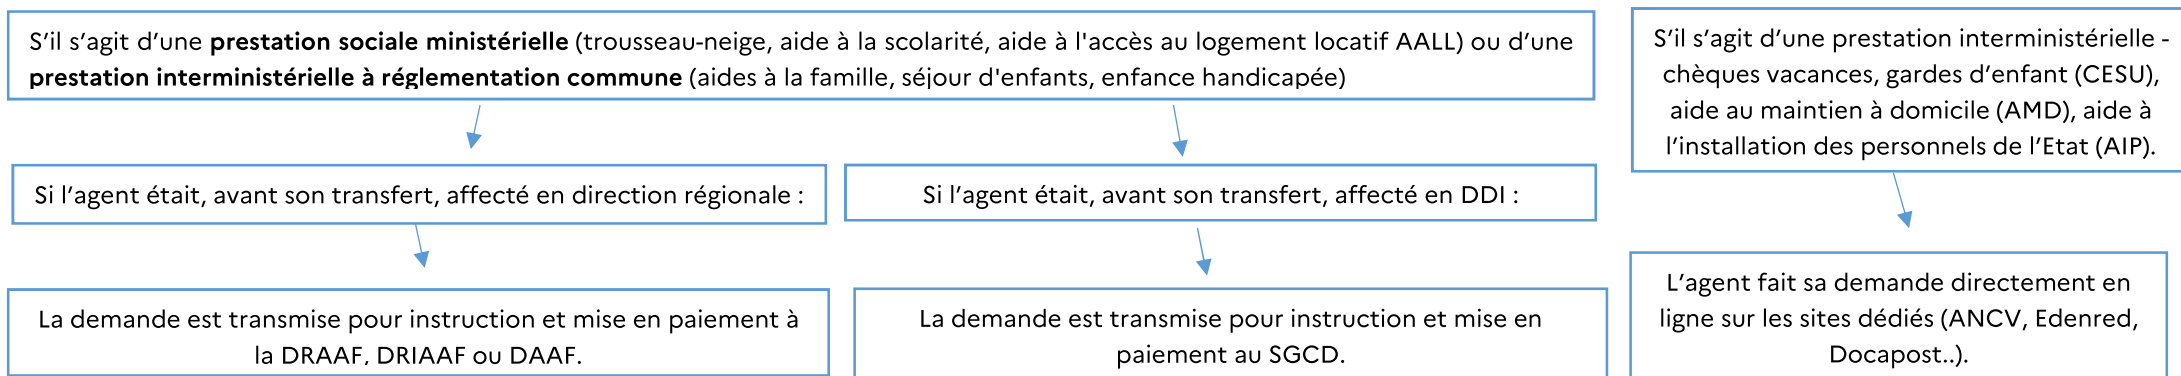 S’il s’agit d’une prestation sociale ministérielle (trousseau-neige, aide à la scolarité, aide à l'accès au logement locatif AALL) ou d’une
prestation interministérielle à réglementation commune (aides à la famille, séjour d'enfants, enfance handicapée)
S’il s’agit d’une prestation interministérielle -
chèques vacances, gardes d’enfant (CESU),
aide au maintien à domicile (AMD), aide à
l’installation des personnels de l’Etat (AIP).
Si l’agent était, avant son transfert, affecté en direction régionale :
Si l’agent était, avant son transfert, affecté en DDI :
La demande est transmise pour instruction et mise en paiement à
la DRAAF, DRIAAF ou DAAF.
La demande est transmise pour instruction et mise en
paiement au SGCD.
L’agent fait sa demande directement en
ligne sur les sites dédiés (ANCV, Edenred,
Docapost..).